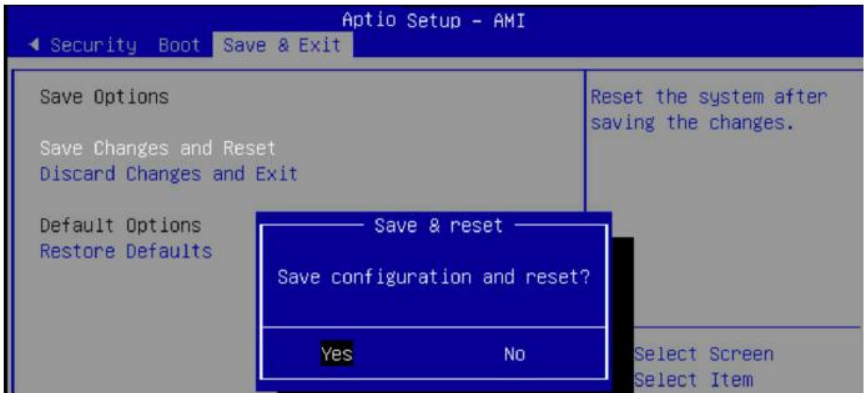 Aptio Setup - AMI
Security Boot Save & Exit
Save Options
Save Changes and Reset
Discard Changes and Exit
Default Options
Restore Defaults
Reset the system after
saving the changes.
Save & reset
Save configuration and reset?
Yes No
Select Screen
Select Item